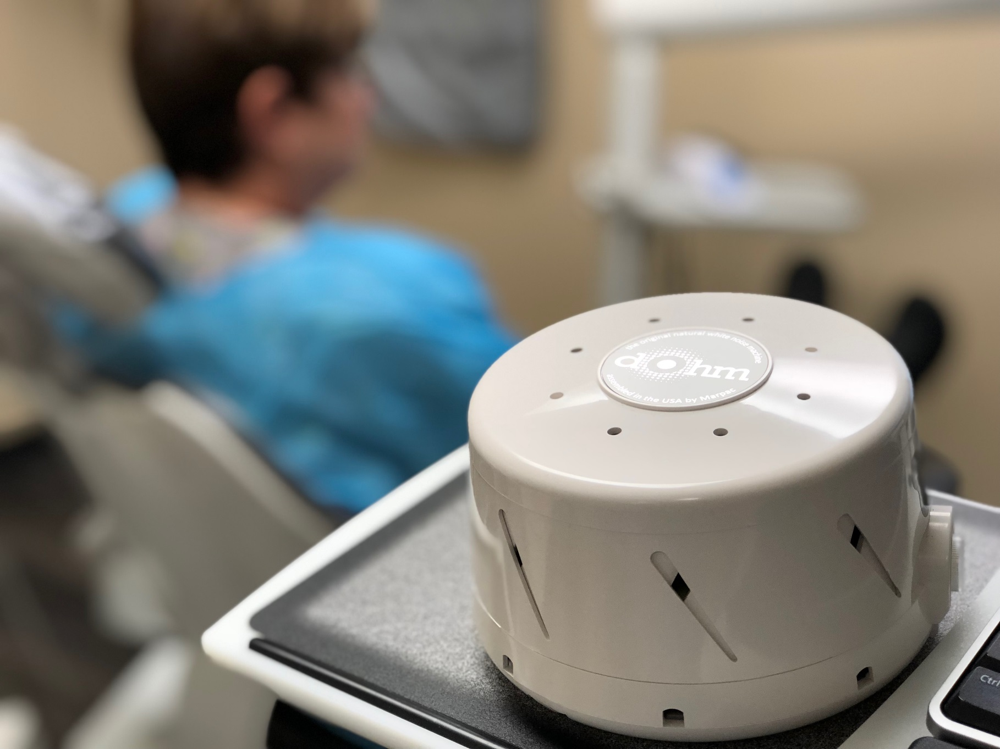 the original natural white noise machine
dohm
assembled in the USA by Marpac
Ctrl